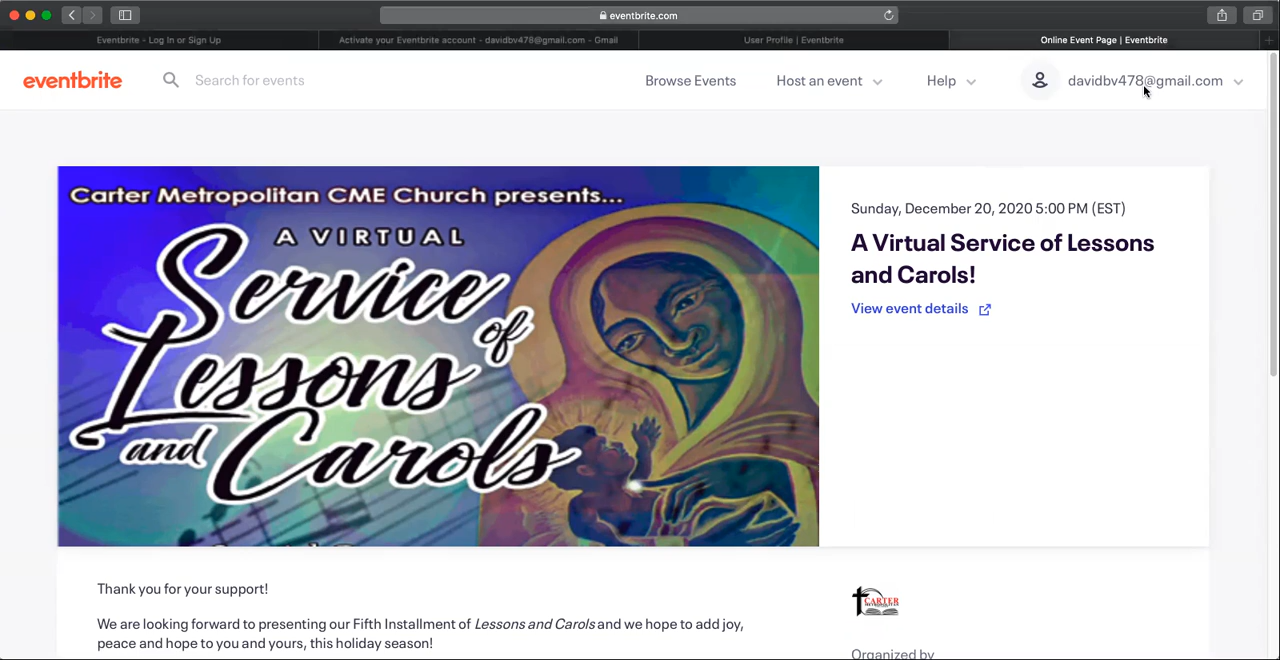 eventbrite.com
Eventbrite - Log In or Sign Up
Activate your Eventbrite account - davidbv478@gmail.com - Gmail
User Profile | Eventbrite
Online Event Page | Eventbrite
eventbrite
Search for events
Browse Events
Host an event
Help
davidbv478@gmail.com
Carter Metropolitan CME Church presents...
A VIRTUAL
Service
of
Lessons
and Carols
Sunday, December 20, 2020 5:00 PM (EST)
A Virtual Service of Lessons
and Carols!
View event details
Thank you for your support!
We are looking forward to presenting our Fifth Installment of Lessons and Carols and we hope to add joy,
peace and hope to you and yours, this holiday season!
CARTER
Organized by